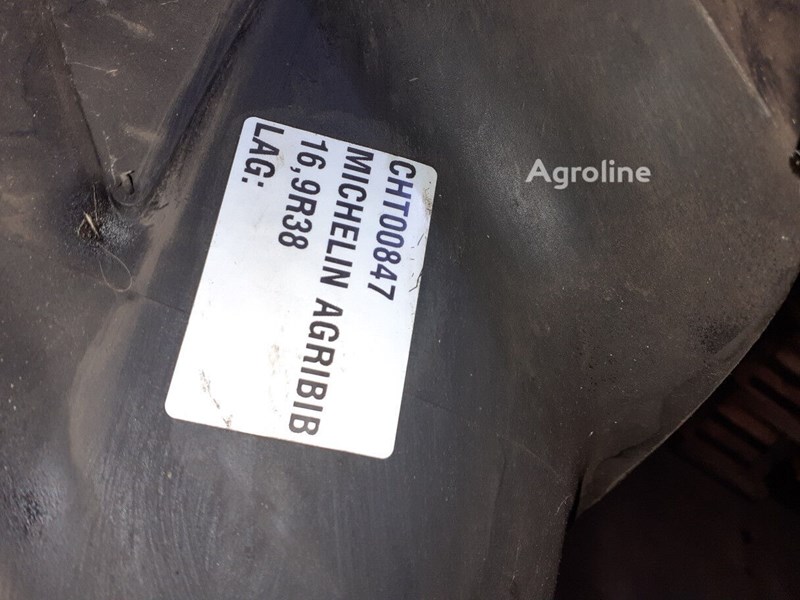 CHT00847
MICHELIN AGRIBIB
16,9R38
LAG:
Agroline